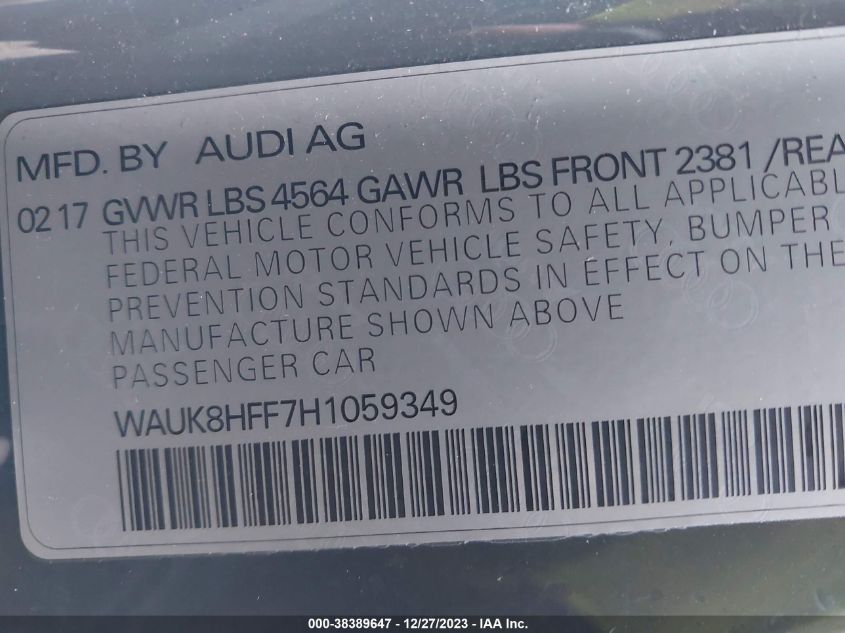 MFD. BY AUDI AG
02 17 GVWR LBS 4564 GAWR LBS FRONT 2381 /REA
THIS VEHICLE CONFORMS TO ALL APPLICABL
FEDERAL MOTOR VEHICLE SAFETY, BUMPER
PREVENTION STANDARDS IN EFFECT ON THE
MANUFACTURE SHOWN ABOVE
PASSENGER CAR
WAUK8HFF7H1059349
000-38389647 - 12/27/2023 - IAA Inc.